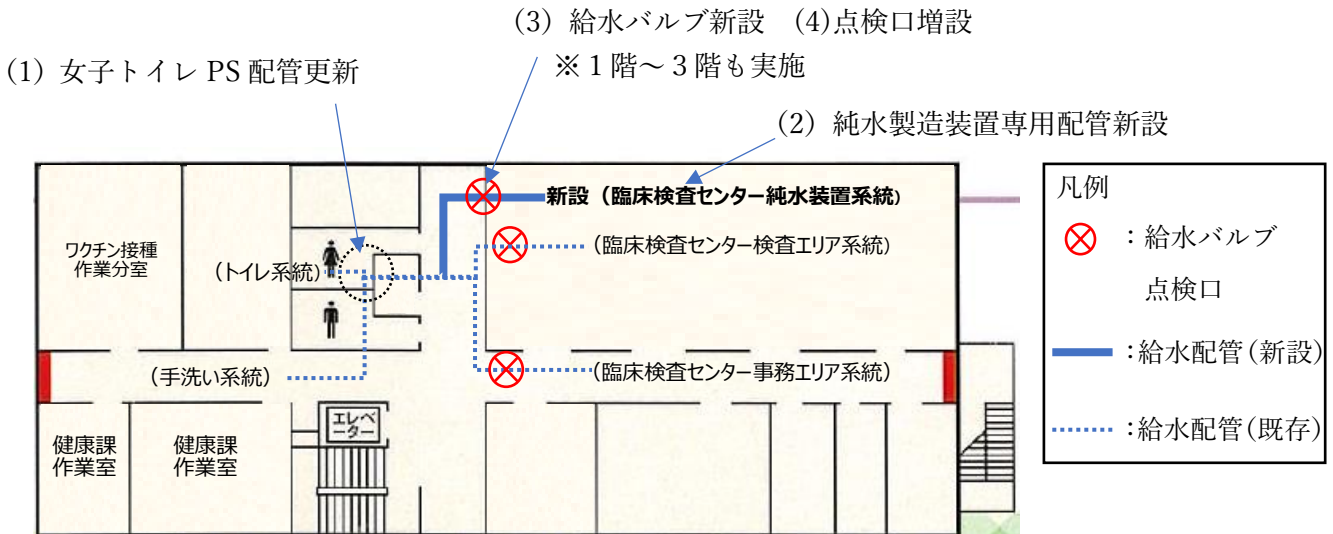 (3) 給水バルブ新設 (4)点検口増設
※1階～3階も実施
(1) 女子トイレ PS 配管更新
(2) 純水製造装置専用配管新設
新設（臨床検査センター純水装置系統）
（臨床検査センター検査エリア系統）
ワクチン接種
作業分室
（トイレ系統）
（手洗い系統）
（臨床検査センター事務エリア系統）
エレベ
ーター
健康課
作業室
健康課
作業室
凡例
：給水バルブ
点検口
：給水配管(新設)
：給水配管(既存)